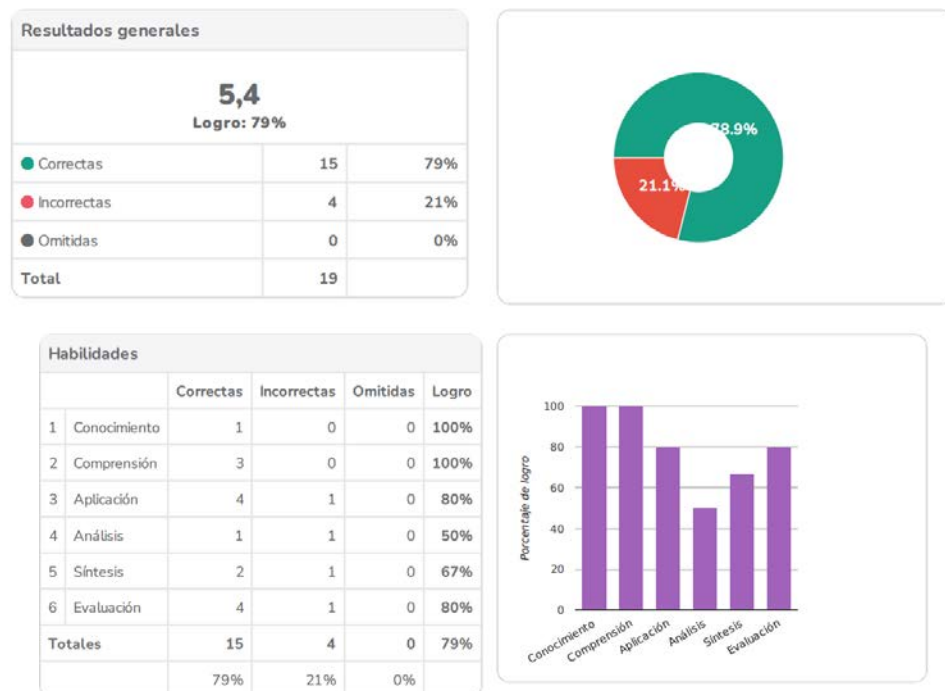 Resultados generales
5,4
Logro: 79%
Correctas 15 79%
Incorrectas 4 21%
Omitidas 0 0%
Total 19
78.9%
21.1%
Habilidades
Correctas Incorrectas Omitidas Logro
1 Conocimiento 1 0 0 100%
2 Comprensión 3 0 0 100%
3 Aplicación 4 1 0 80%
4 Análisis 1 1 0 50%
5 Síntesis 2 1 0 67%
6 Evaluación 4 1 0 80%
Totales 15 4 0 79%
79% 21% 0%
Porcentaje de logro
100
80
60
40
20
0
Conocimiento
Comprensión
Aplicación
Análisis
Síntesis
Evaluación